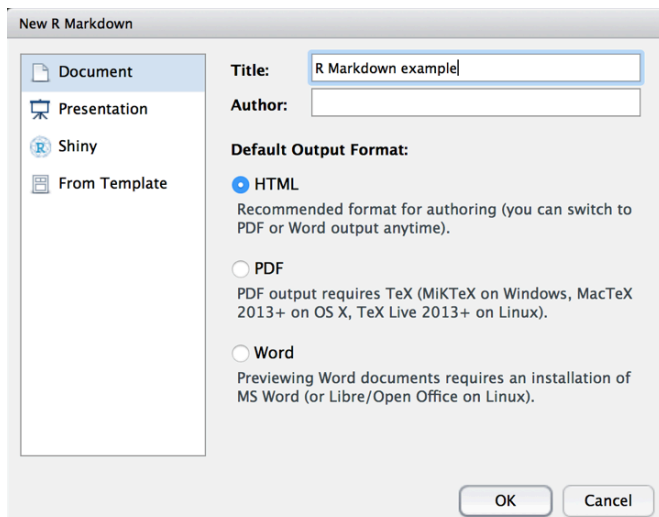 New R Markdown
Document
Presentation
R Shiny
From Template
Title: R Markdown example
Author:
Default Output Format:
HTML
Recommended format for authoring (you can switch to
PDF or Word output anytime).
PDF
PDF output requires TeX (MiKTeX on Windows, MacTeX
2013+ on OS X, TeX Live 2013+ on Linux).
Word
Previewing Word documents requires an installation of
MS Word (or Libre/Open Office on Linux).
OK Cancel